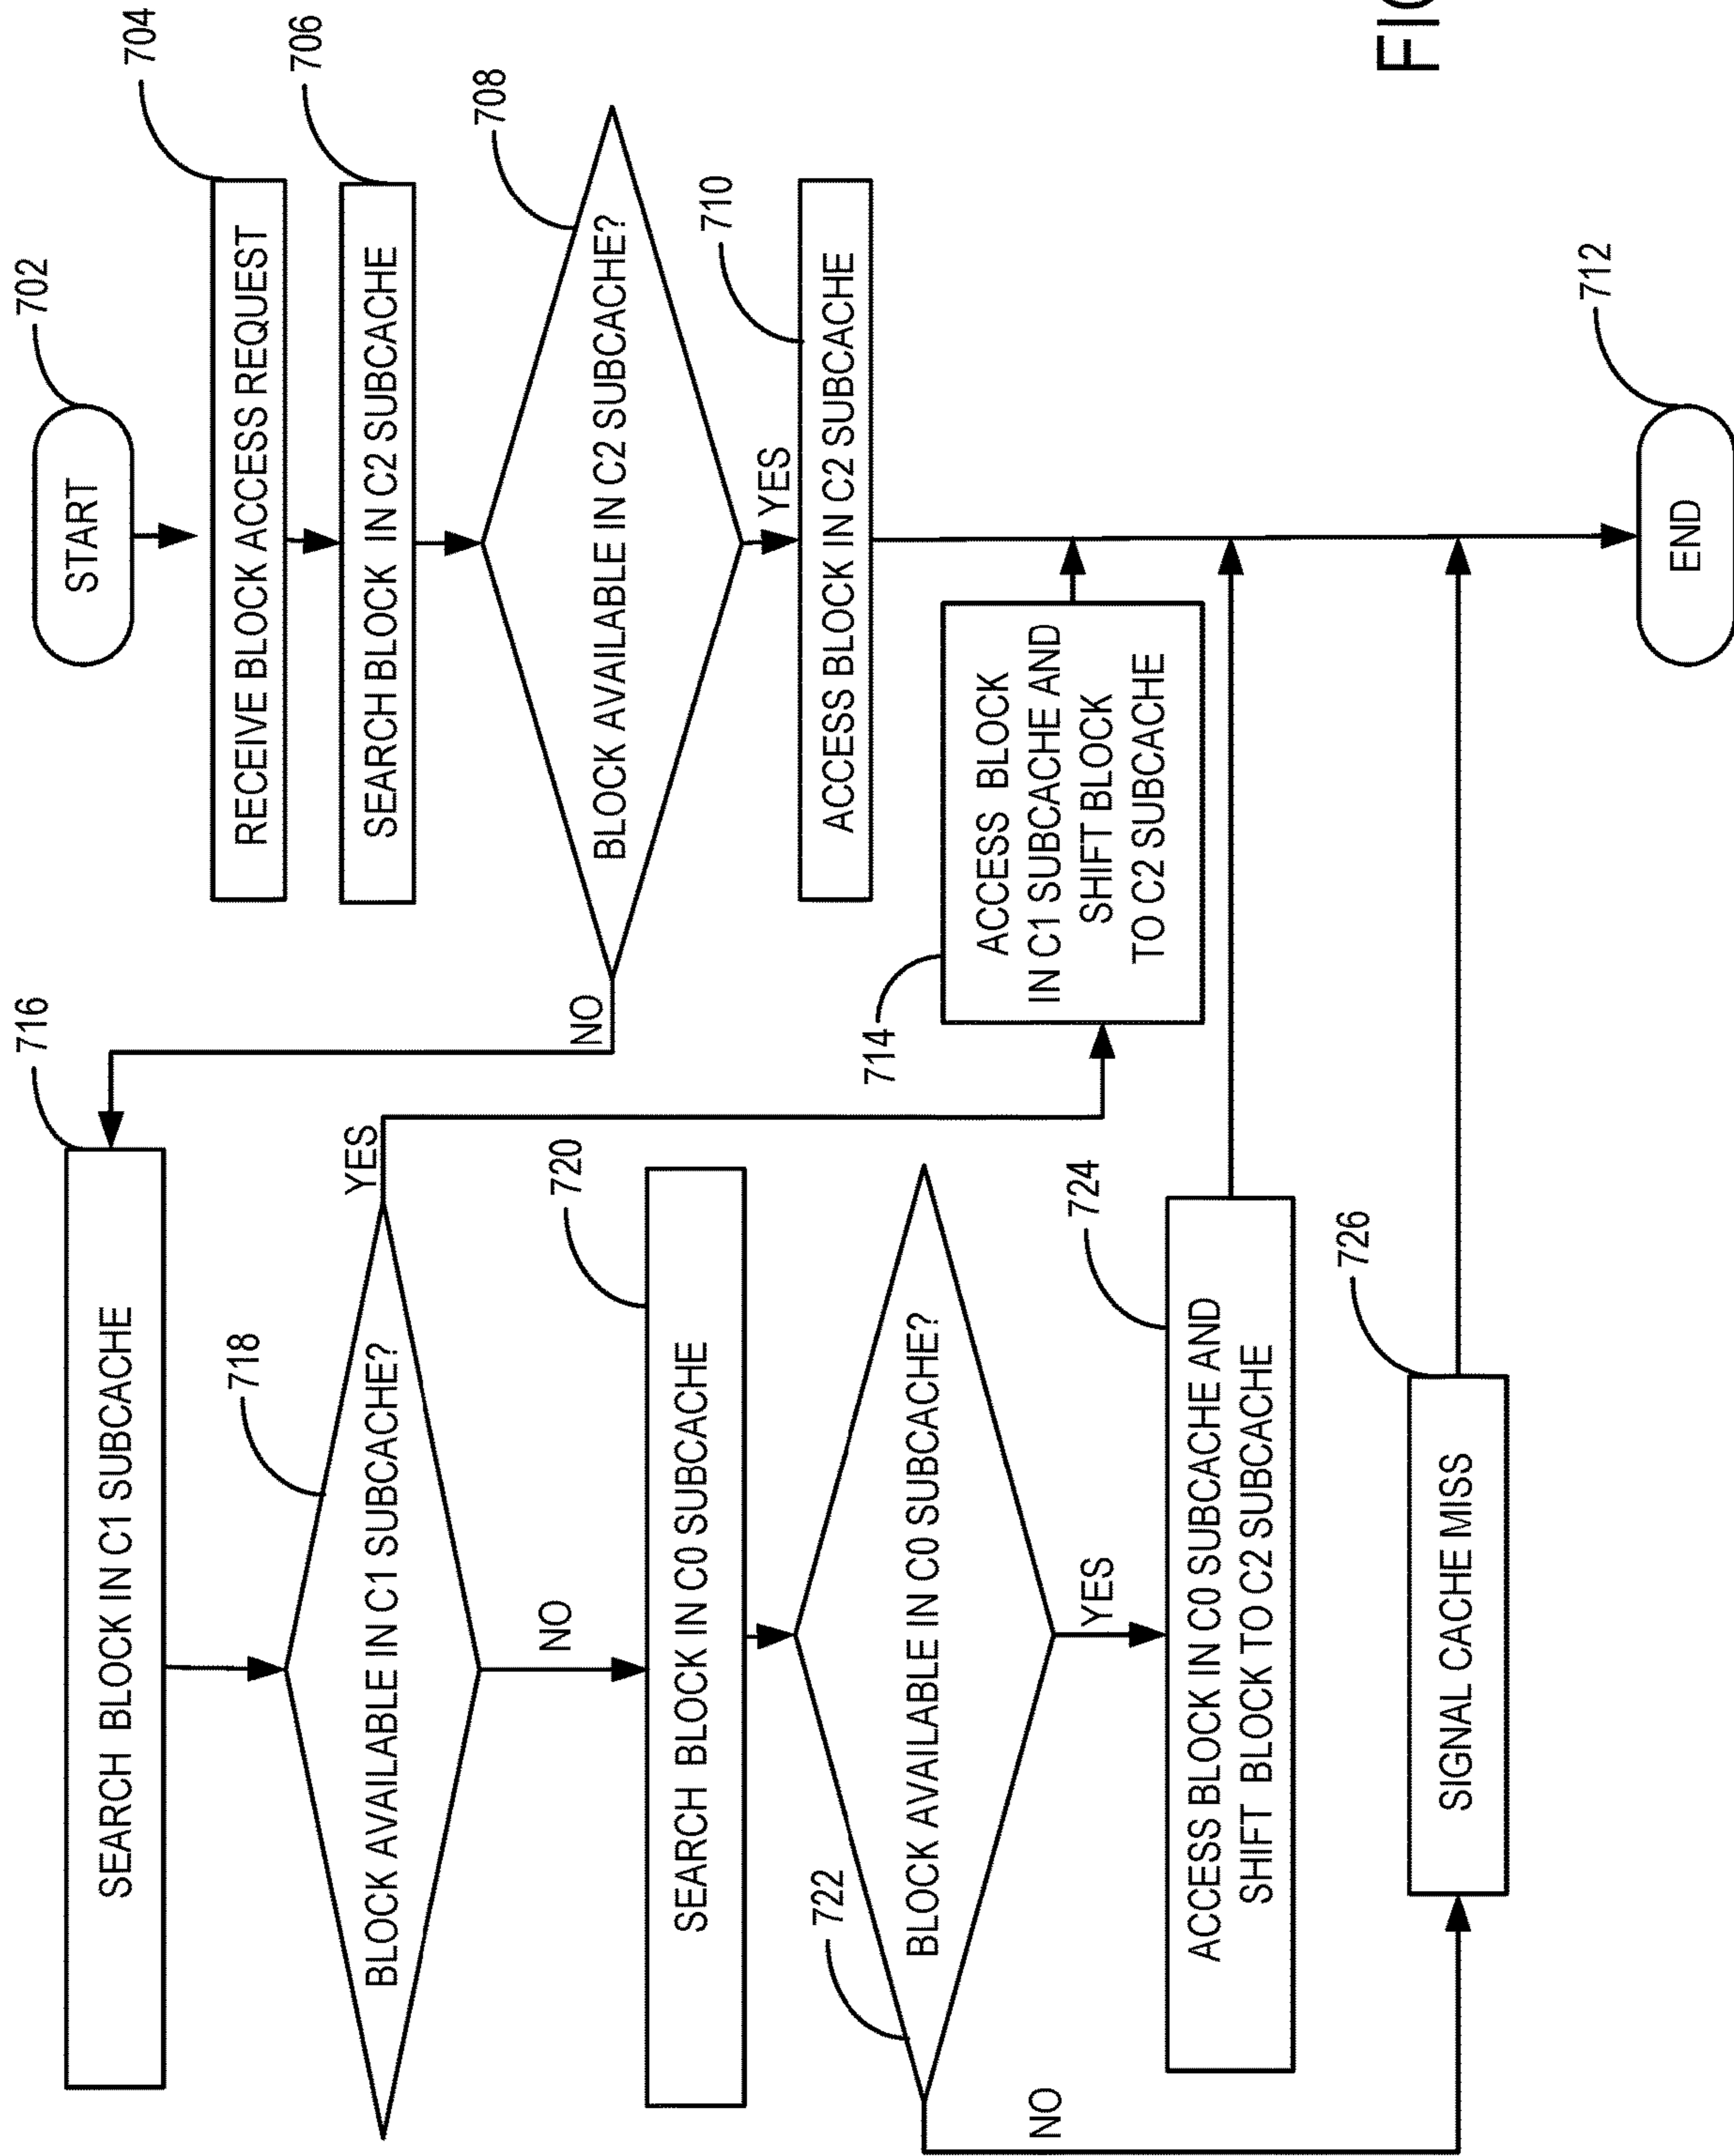 702
START
704
RECEIVE BLOCK ACCESS REQUEST
706
SEARCH BLOCK IN C2 SUBCACHE
708
BLOCK AVAILABLE IN C2 SUBCACHE?
NO
YES
710
ACCESS BLOCK IN C2 SUBCACHE
716
SEARCH BLOCK IN C1 SUBCACHE
718
BLOCK AVAILABLE IN C1 SUBCACHE?
YES
NO
714
ACCESS BLOCK
IN C1 SUBCACHE AND
SHIFT BLOCK
TO C2 SUBCACHE
720
SEARCH BLOCK IN C0 SUBCACHE
722
BLOCK AVAILABLE IN C0 SUBCACHE?
YES
NO
724
ACCESS BLOCK IN C0 SUBCACHE AND
SHIFT BLOCK TO C2 SUBCACHE
726
SIGNAL CACHE MISS
712
END